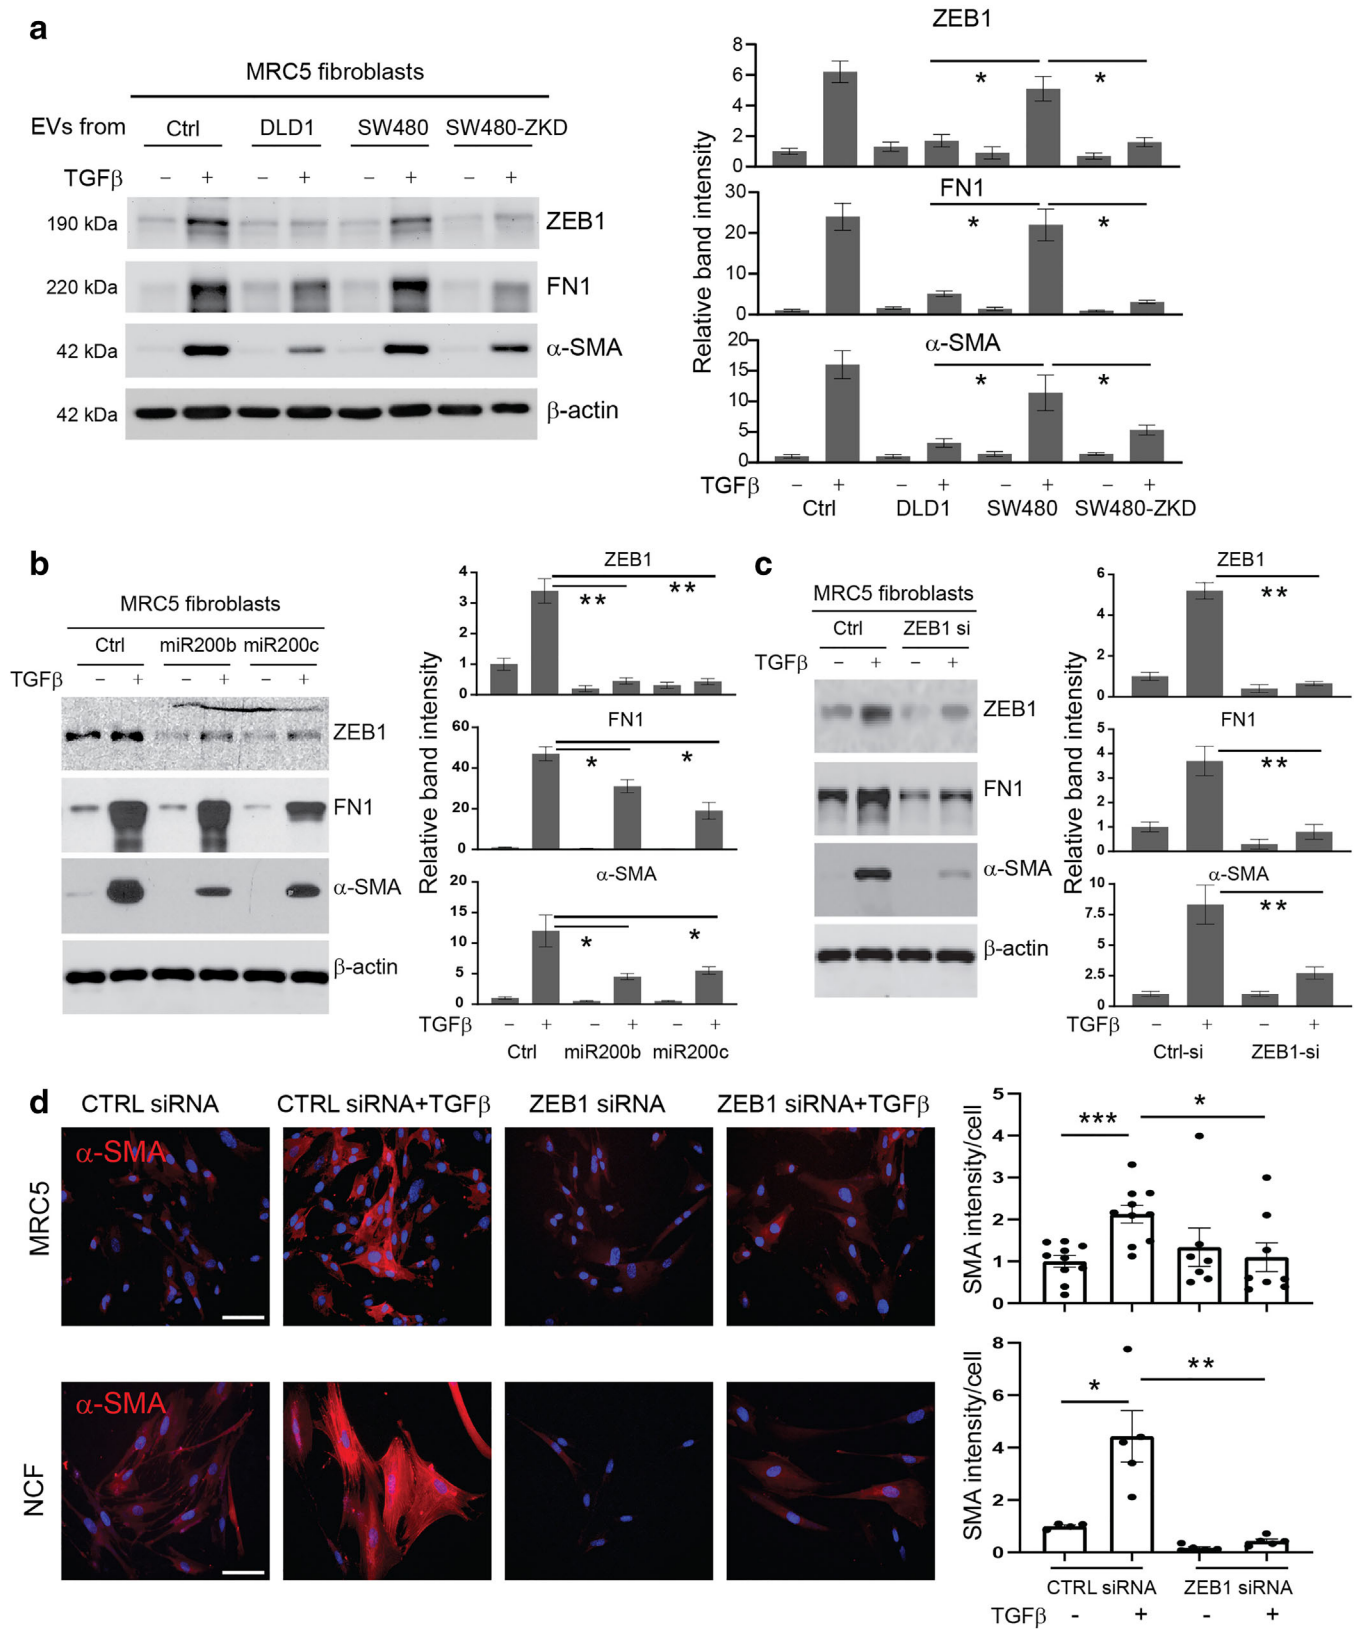 a
MRC5 fibroblasts
EVs from Ctrl DLD1 SW480 SW480-ZKD
TGFβ – + – + – + – +
190 kDa ZEB1
220 kDa FN1
42 kDa α-SMA
42 kDa β-actin
Relative band intensity
ZEB1
8
6
4
2
0
* *
FN1
30
20
10
0
* *
α-SMA
20
15
10
5
0
* *
TGFβ – + – + – + – +
Ctrl DLD1 SW480 SW480-ZKD
b
MRC5 fibroblasts
Ctrl miR200b miR200c
TGFβ – + – + – +
ZEB1
FN1
α-SMA
β-actin
Relative band intensity
ZEB1
4
3
2
1
0
** **
FN1
60
40
20
0
* *
α-SMA
20
15
10
5
0
* *
TGFβ – + – + – +
Ctrl miR200b miR200c
c
MRC5 fibroblasts
Ctrl ZEB1 si
TGFβ – + – +
ZEB1
FN1
α-SMA
β-actin
Relative band intensity
ZEB1
6
4
2
0
**
FN1
5
4
3
2
1
0
**
α-SMA
10
7.5
5
2.5
0
**
TGFβ – + – +
Ctrl-si ZEB1-si
d
CTRL siRNA CTRL siRNA+TGFβ ZEB1 siRNA ZEB1 siRNA+TGFβ
MRC5
α-SMA
NCF
α-SMA
SMA intensity/cell
5
4
3
2
1
0
*** *
SMA intensity/cell
8
6
4
2
0
* **
CTRL siRNA ZEB1 siRNA
TGFβ - + - +